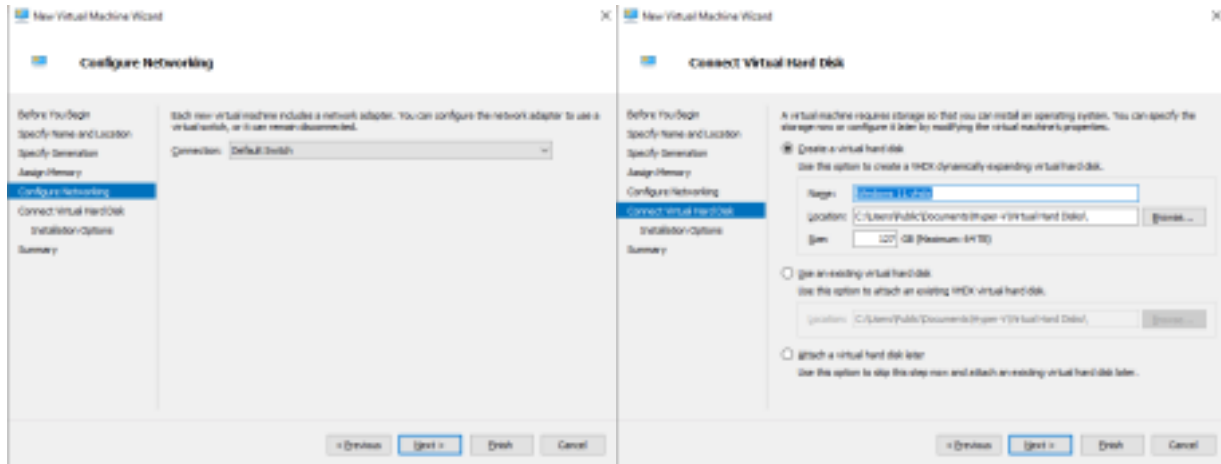 New Virtual Machine Wizard
Configure Networking
Before You Begin
Specify Name and Location
Specify Generation
Assign Memory
Configure Networking
Connect Virtual Hard Disk
Installation Options
Summary
Each new virtual machine includes a network adapter. You can configure the network adapter to use a
virtual switch, or it can remain disconnected.
Connection: Default Switch
< Previous Next > Finish Cancel
New Virtual Machine Wizard
Connect Virtual Hard Disk
Before You Begin
Specify Name and Location
Specify Generation
Assign Memory
Configure Networking
Connect Virtual Hard Disk
Installation Options
Summary
A virtual machine requires storage so that you can install an operating system. You can specify the
storage now or configure it later by modifying the virtual machine's properties.
Create a virtual hard disk
Use this option to create a VHDX dynamically expanding virtual hard disk.
Name: Windows 11.vhdx
Location: C:\Users\Public\Documents\Hyper-V\Virtual Hard Disks\ Browse...
Size: 127 GB (Maximum: 64 TB)
Use an existing virtual hard disk
Use this option to attach an existing VHDX virtual hard disk.
Location: C:\Users\Public\Documents\Hyper-V\Virtual Hard Disks\ Browse...
Attach a virtual hard disk later
Use this option to skip this step now and attach an existing virtual hard disk later.
< Previous Next > Finish Cancel